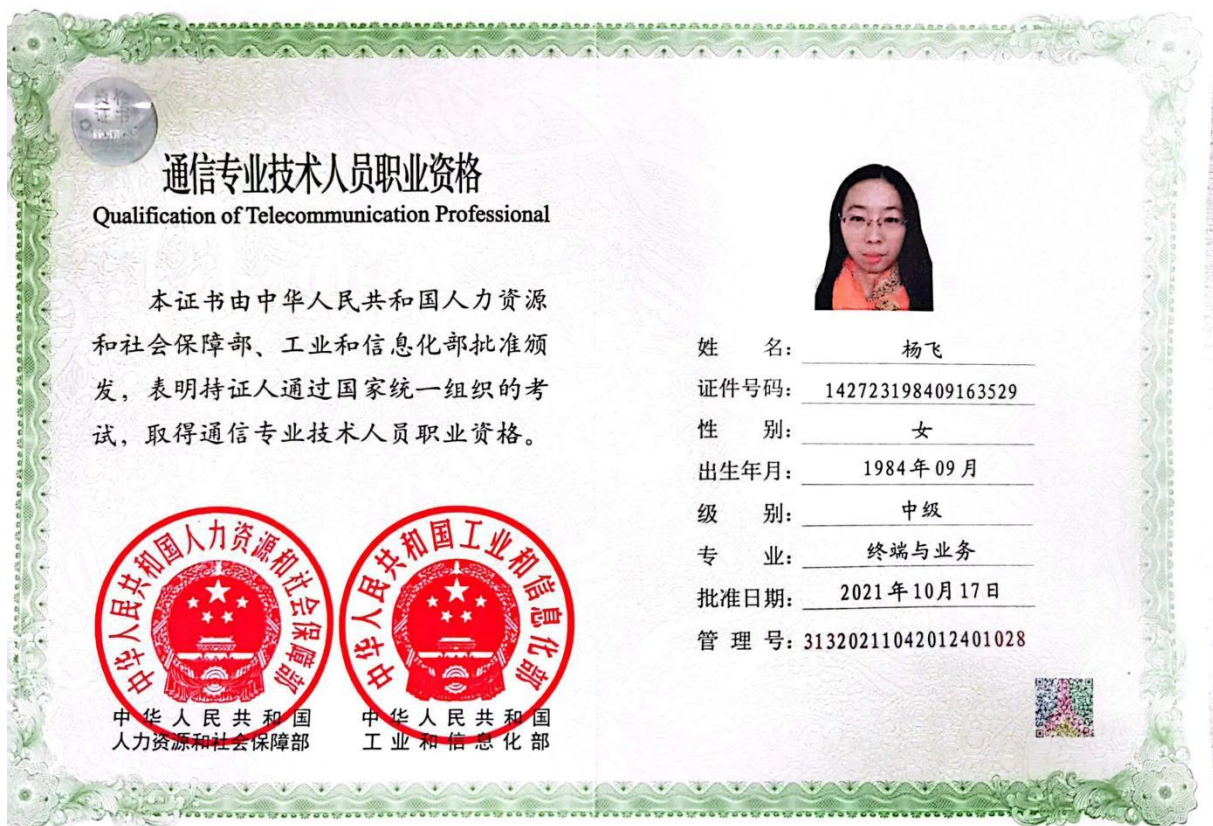 通信专业技术人员职业资格
Qualification of Telecommunication Professional
本证书由中华人民共和国人力资源
和社会保障部、工业和信息化部批准颁
发，表明持证人通过国家统一组织的考
试，取得通信专业技术人员职业资格。
中华人民共和国人力资源和社会保障部
中华人民共和国
人力资源和社会保障部
中华人民共和国工业和信息化部
中华人民共和国
工业和信息化部
姓 名： 杨飞
证件号码： 142723198409163529
性 别： 女
出生年月： 1984年09月
级 别： 中级
专 业： 终端与业务
批准日期： 2021年10月17日
管 理 号：31320211042012401028